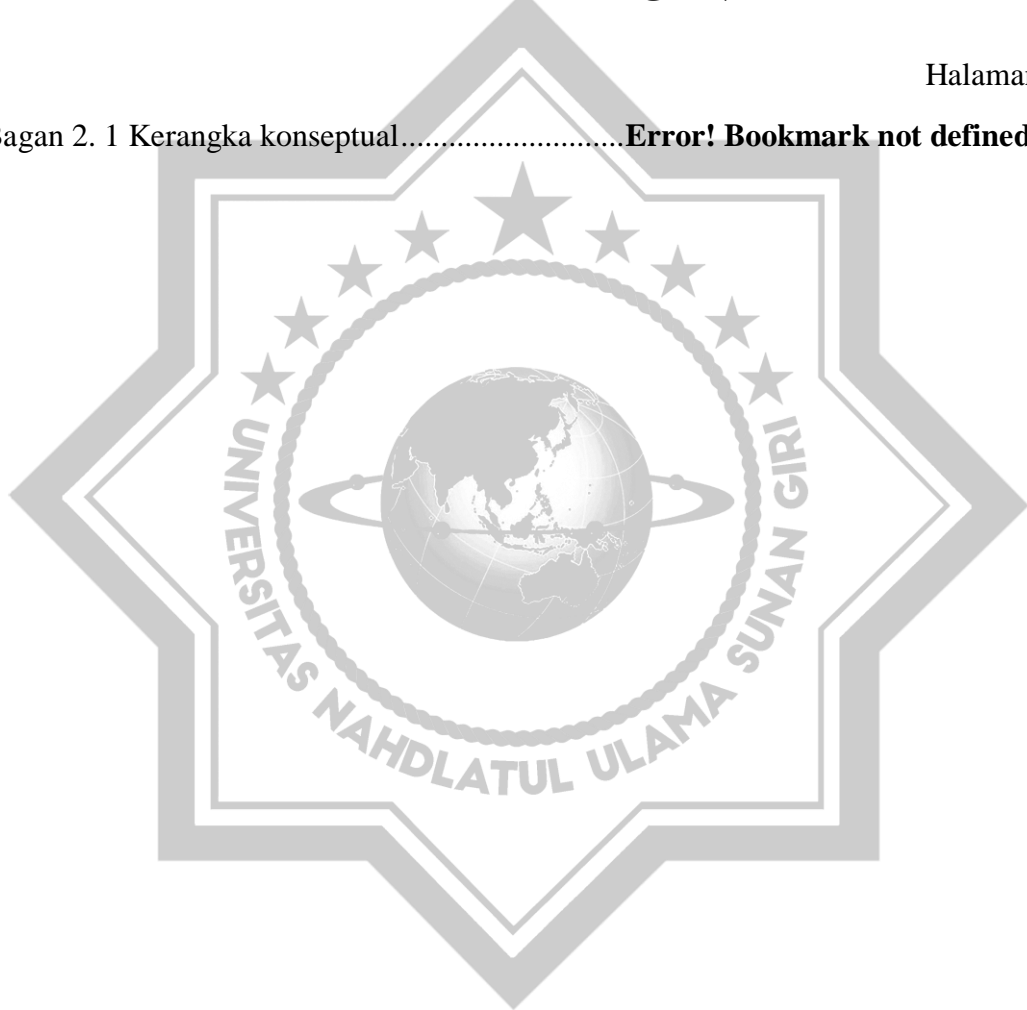 Halaman
Bagan 2. 1 Kerangka konseptual............................Error! Bookmark not defined
UNIVERSITAS NAHDLATUL ULAMA SUNAN GIRI